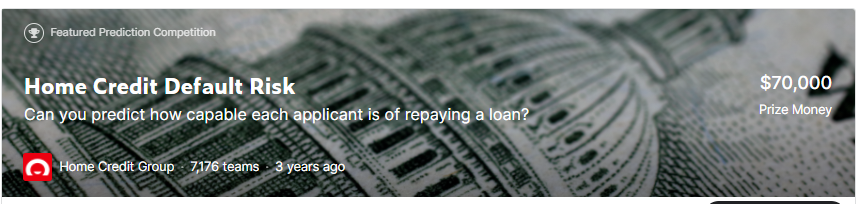 Featured Prediction Competition
Home Credit Default Risk
$70,000
Can you predict how capable each applicant is of repaying a loan?
Prize Money
Home Credit Group · 7,176 teams · 3 years ago